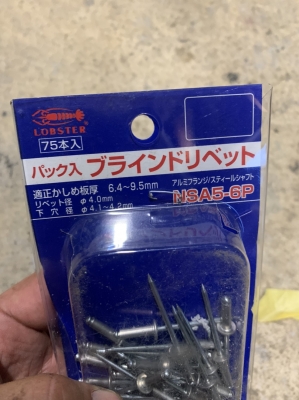 LOBSTER
75本入
パック入 ブラインドリベット
適正かしめ板厚 6.4～9.5mm
リベット径 φ4.0mm
下穴径 φ4.1～4.2mm
アルミフランジ/スティールシャフト
NSA5-6P